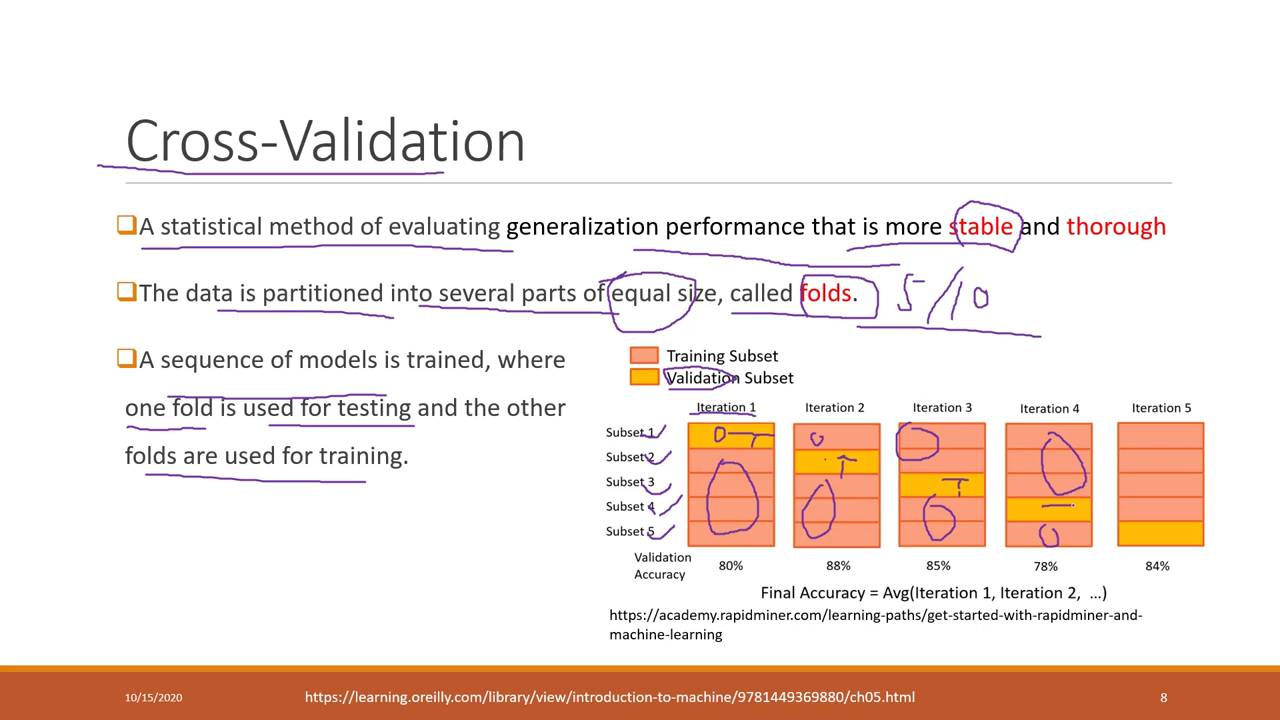 Cross-Validation
A statistical method of evaluating generalization performance that is more stable and thorough
The data is partitioned into several parts of equal size, called folds. 5/10
A sequence of models is trained, where
one fold is used for testing and the other
folds are used for training.
Training Subset
Validation Subset
Iteration 1 Iteration 2 Iteration 3 Iteration 4 Iteration 5
Subset 1 T
Subset 2 T
Subset 3 T
Subset 4
Subset 5
Validation
Accuracy 80% 88% 85% 78% 84%
Final Accuracy = Avg(Iteration 1, Iteration 2, …)
https://academy.rapidminer.com/learning-paths/get-started-with-rapidminer-and-
machine-learning
10/15/2020 https://learning.oreilly.com/library/view/introduction-to-machine/9781449369880/ch05.html 8